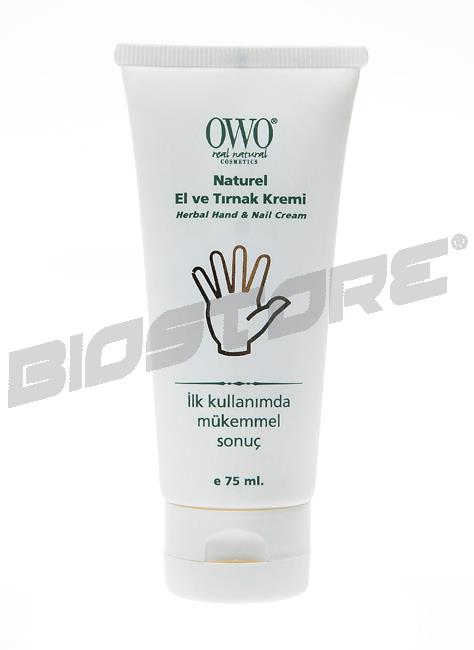 OWO®
real natural
COSMETICS
Naturel
El ve Tırnak Kremi
Herbal Hand & Nail Cream
BIOSTORE®
İlk kullanımda
mükemmel
sonuç
e 75 ml.